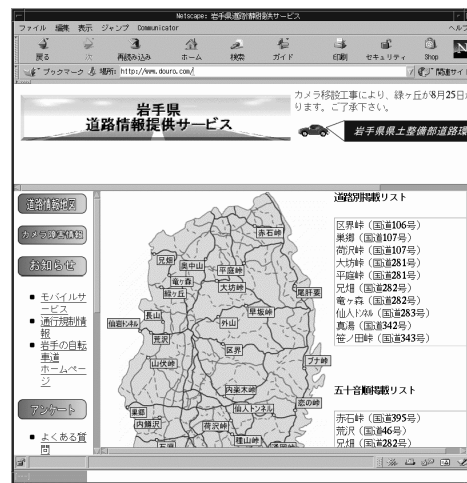 Netscape: 岩手県道路情報提供サービス
ファイル 編集 表示 ジャンプ Communicator ヘル
戻る 次 再読み込み ホーム 検索 ガイド 印刷 セキュリティ Shop N
ブックマーク 場所: http://www.douro.com/ 関連サイ
岩手県
道路情報提供サービス
カメラ移設工事により、緑ヶ丘が8月25日
ります。ご了承下さい。
岩手県県土整備部道路環
道路情報地図
カメラ障害情報
お知らせ
■ モバイルサ
ービス
■ 通行規制情
報
■ 岩手の自転
車道
ホームペー
ジ
アンケート
■ よくある質
問
赤石峠
兄畑
奥中山
平庭峠
竜ヶ森
大坊峠
緑ヶ丘
尾肝要
長山
早坂峠
仙岩トンネル
外山
荒沢
区界
山伏峠
ブナ峠
内楽木峠
恋の峠
巣郷
仙人トンネル
内鱒沢
荷沢峠
種山峠
道路別掲載リスト
区界峠 (国道106号)
巣郷 (国道107号)
荷沢峠 (国道107号)
大坊峠 (国道281号)
平庭峠 (国道281号)
兄畑 (国道282号)
竜ヶ森 (国道282号)
仙人トンネル (国道283号)
真湯 (国道342号)
笹ノ田峠 (国道343号)
五十音順掲載リスト
赤石峠 (国道395号)
荒沢 (国道46号)
兄畑 (国道282号)